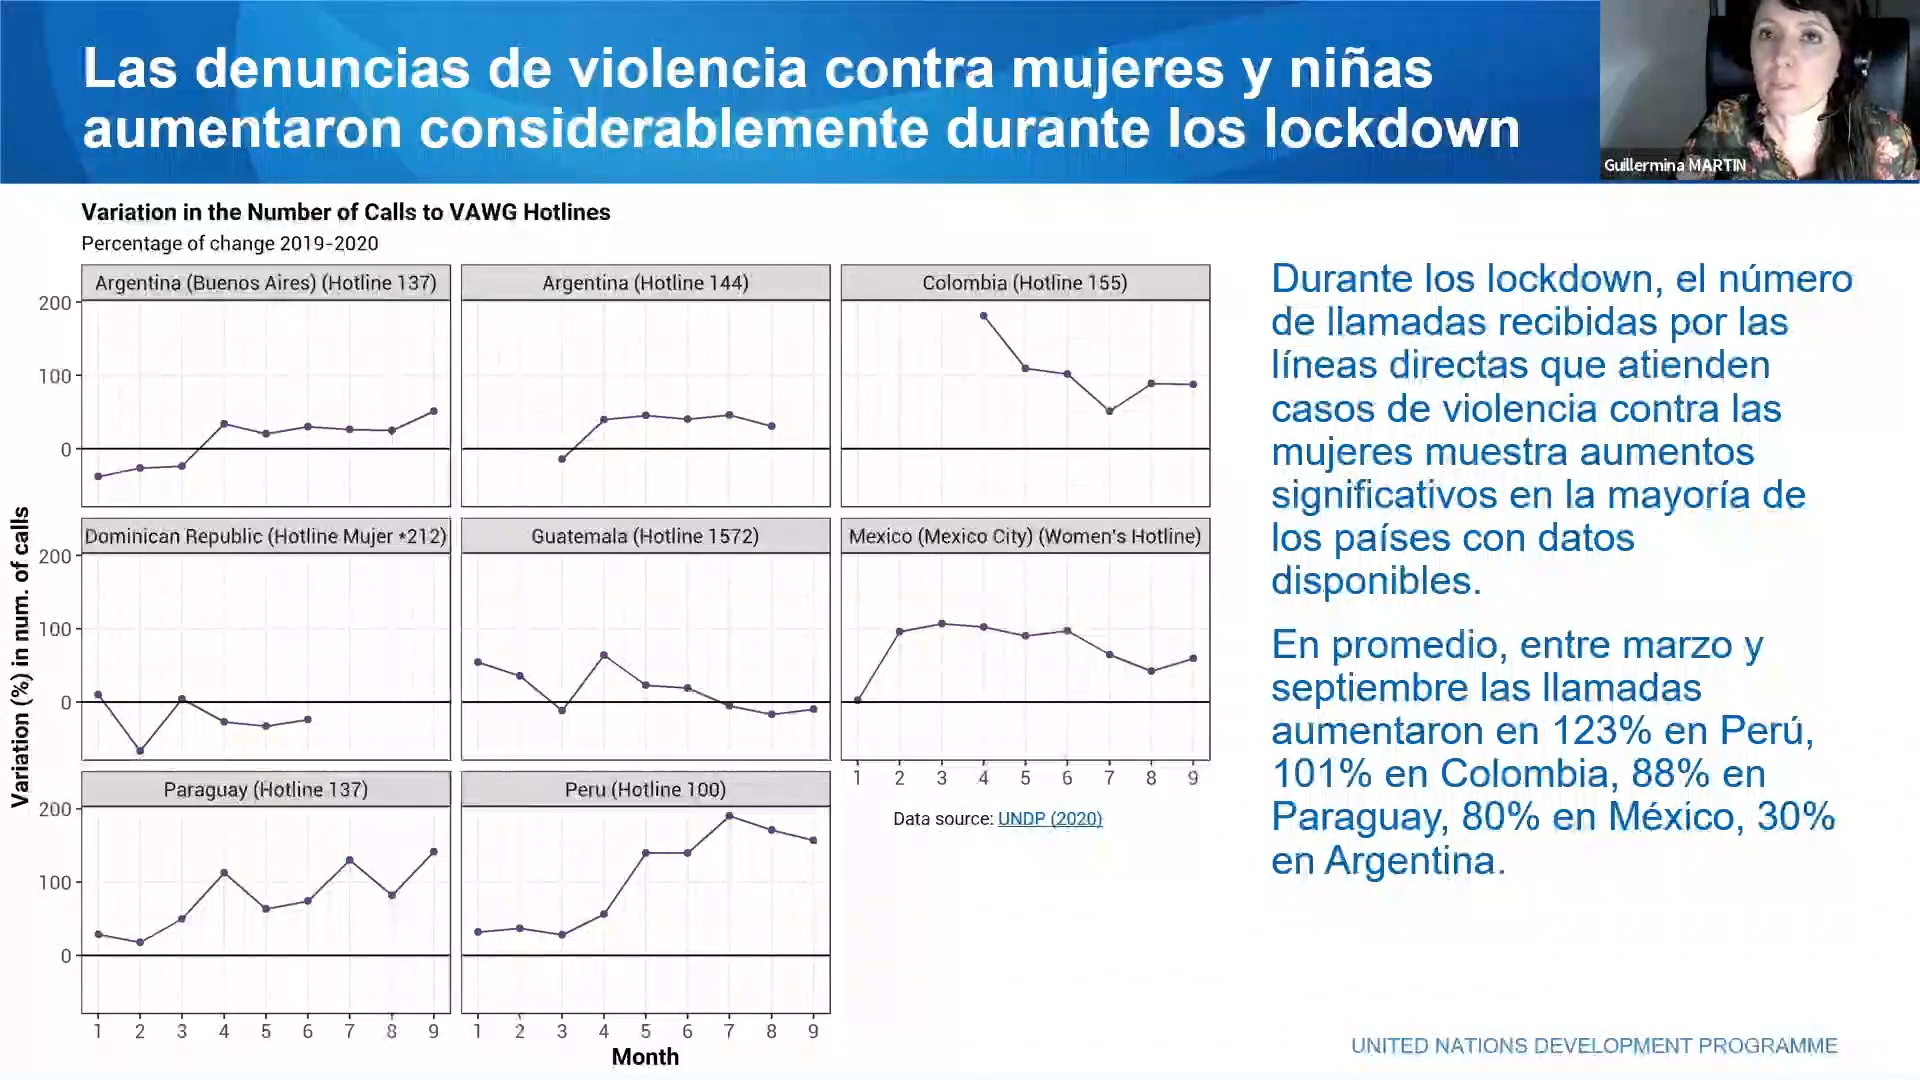 Las denuncias de violencia contra mujeres y niñas
aumentaron considerablemente durante los lockdown
Guillermina MARTIN
Variation in the Number of Calls to VAWG Hotlines
Percentage of change 2019-2020
Variation (%) in num. of calls
Argentina (Buenos Aires) (Hotline 137)
Argentina (Hotline 144)
Colombia (Hotline 155)
200
100
0
Dominican Republic (Hotline Mujer *212)
Guatemala (Hotline 1572)
Mexico (Mexico City) (Women's Hotline)
200
100
0
1 2 3 4 5 6 7 8 9
Paraguay (Hotline 137)
Peru (Hotline 100)
200
100
0
1 2 3 4 5 6 7 8 9
1 2 3 4 5 6 7 8 9
Month
Data source: UNDP (2020)
Durante los lockdown, el número
de llamadas recibidas por las
líneas directas que atienden
casos de violencia contra las
mujeres muestra aumentos
significativos en la mayoría de
los países con datos
disponibles.
En promedio, entre marzo y
septiembre las llamadas
aumentaron en 123% en Perú,
101% en Colombia, 88% en
Paraguay, 80% en México, 30%
en Argentina.
UNITED NATIONS DEVELOPMENT PROGRAMME